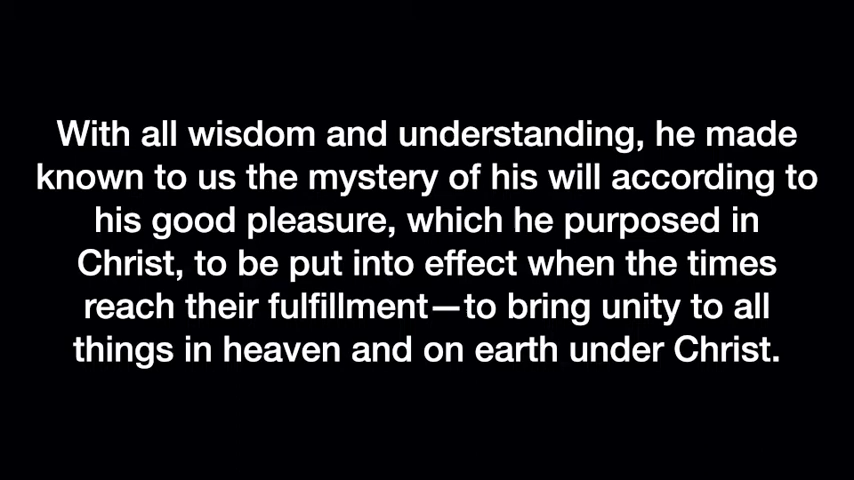 With all wisdom and understanding, he made
known to us the mystery of his will according to
his good pleasure, which he purposed in
Christ, to be put into effect when the times
reach their fulfillment—to bring unity to all
things in heaven and on earth under Christ.